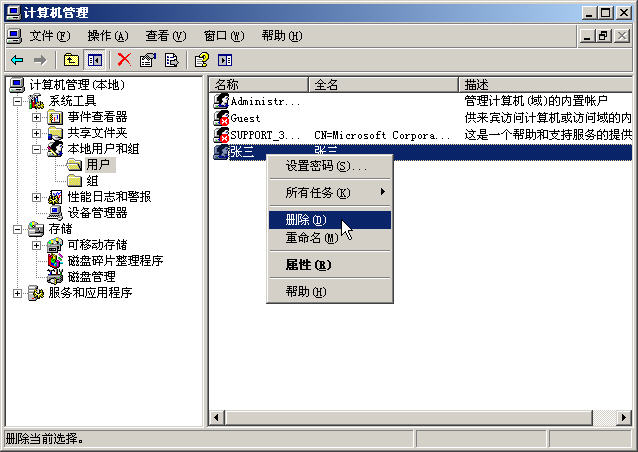 计算机管理
文件(F) 操作(A) 查看(V) 窗口(W) 帮助(H)
计算机管理(本地)
系统工具
事件查看器
共享文件夹
本地用户和组
用户
组
性能日志和警报
设备管理器
存储
可移动存储
磁盘碎片整理程序
磁盘管理
服务和应用程序
名称 全名 描述
Administr... 管理计算机(域)的内置帐户
Guest 供来宾访问计算机或访问域的内
SUPPORT_3... CN=Microsoft Corpora... 这是一个帮助和支持服务的提供
张三 张三
设置密码(S)...
所有任务(K)
删除(D)
重命名(M)
属性(R)
帮助(H)
删除当前选择。